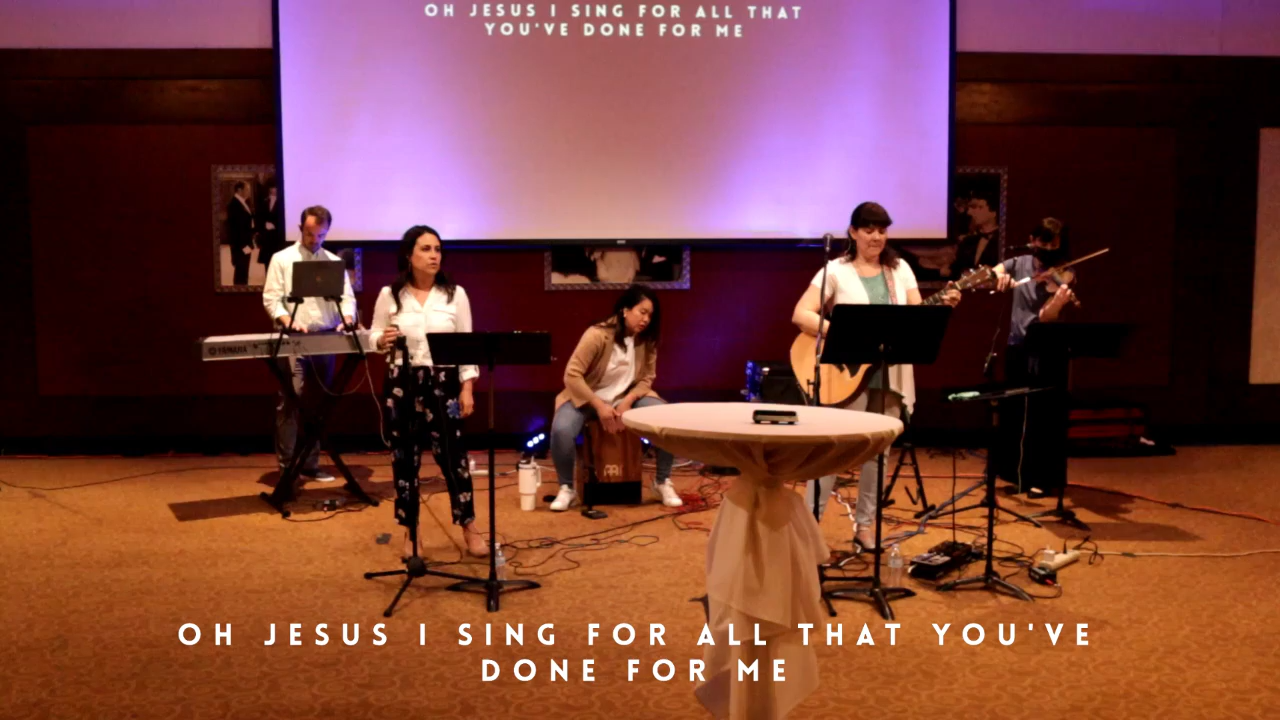 OH JESUS I SING FOR ALL THAT
YOU'VE DONE FOR ME
YAMAHA
OH JESUS I SING FOR ALL THAT YOU'VE
DONE FOR ME